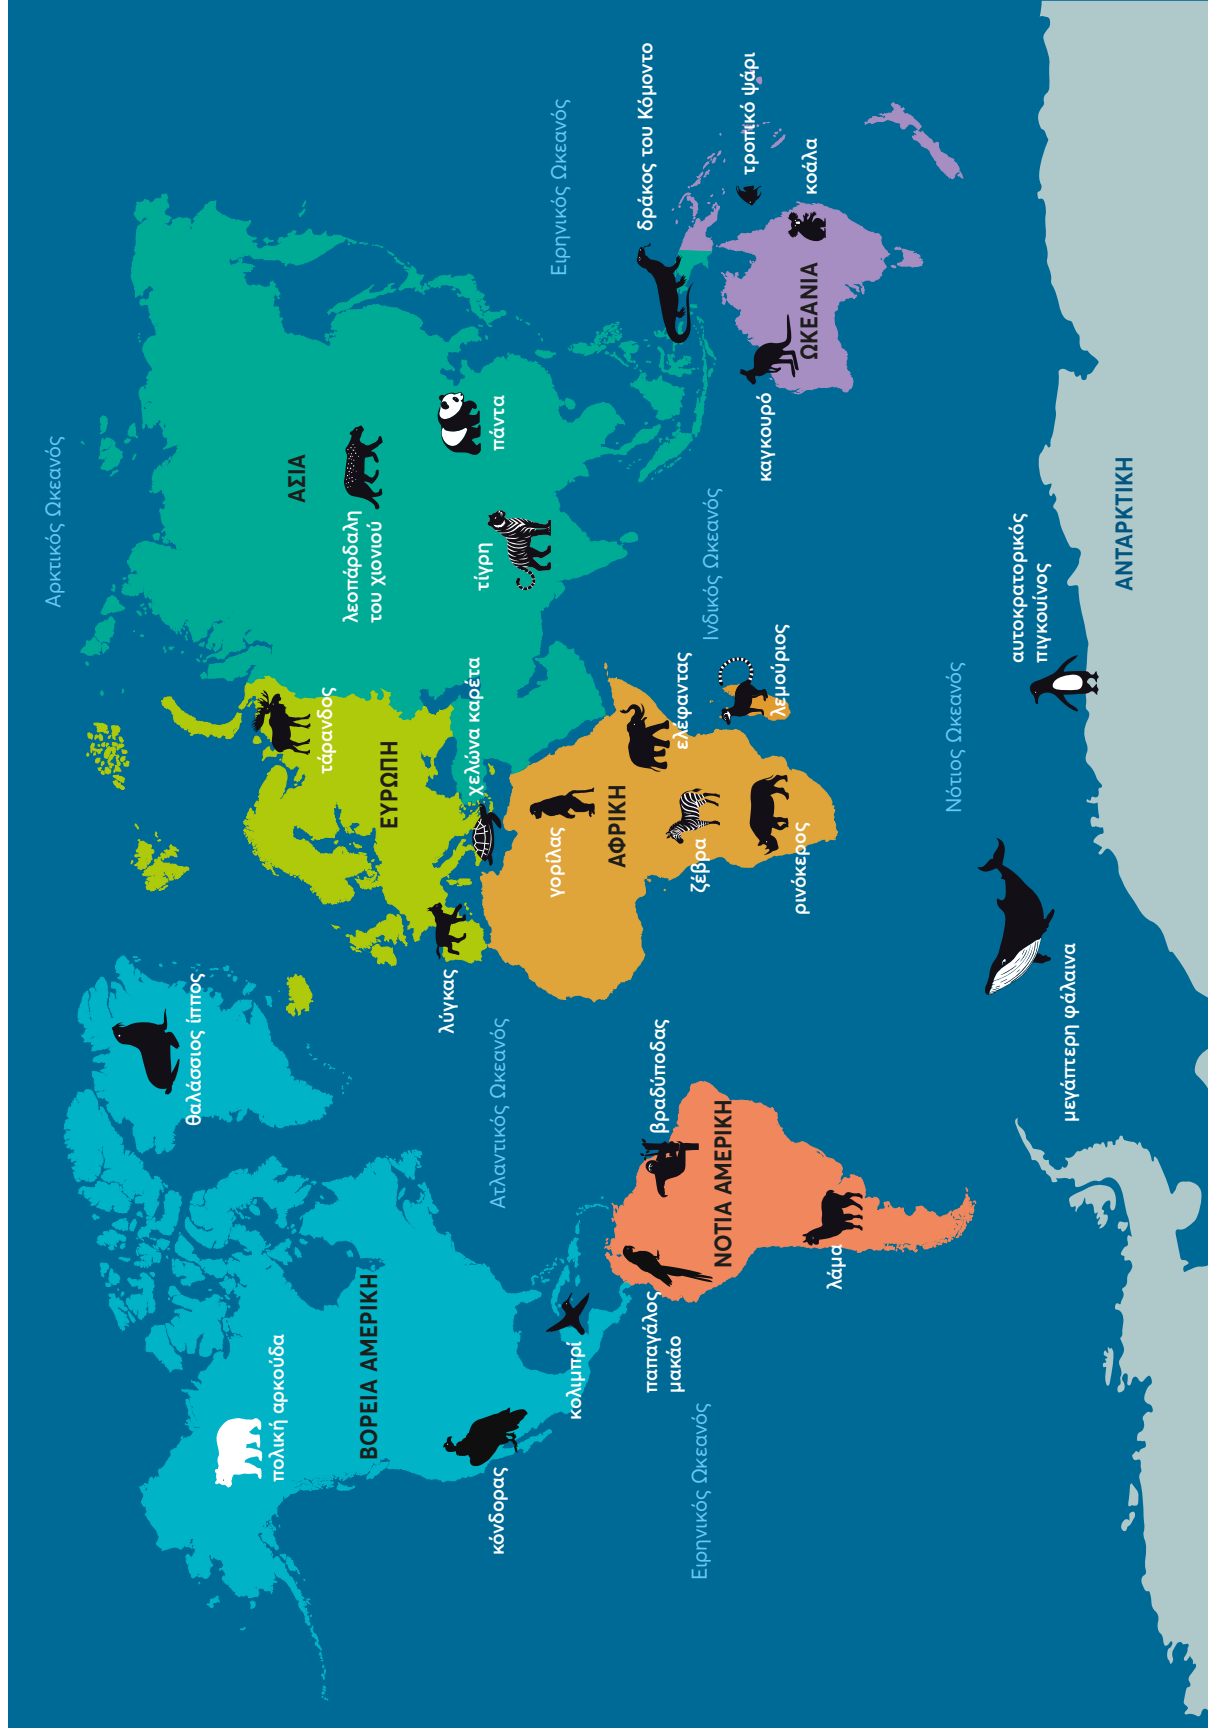 Αρκτικός Ωκεανός
θαλάσσιος ίππος
πολική αρκούδα
ΒΟΡΕΙΑ ΑΜΕΡΙΚΗ
κόνδορας
κολιμπρί
Ατλαντικός Ωκεανός
Ειρηνικός Ωκεανός
παπαγάλος
μακάο
βραδύποδας
ΝΟΤΙΑ ΑΜΕΡΙΚΗ
λάμα
τάρανδος
ΕΥΡΩΠΗ
λύγκας
χελώνα καρέτα
γορίλας
ΑΦΡΙΚΗ
ελέφαντας
ζέβρα
ρινόκερος
λεμούριος
ΑΣΙΑ
λεοπάρδαλη
του χιονιού
πάντα
τίγρη
Ειρηνικός Ωκεανός
Ινδικός Ωκεανός
δράκος του Κόμοντο
τροπικό ψάρι
κοάλα
ΩΚΕΑΝΙΑ
καγκουρό
Νότιος Ωκεανός
μεγάπτερη φάλαινα
αυτοκρατορικός
πιγκουίνος
ΑΝΤΑΡΚΤΙΚΗ